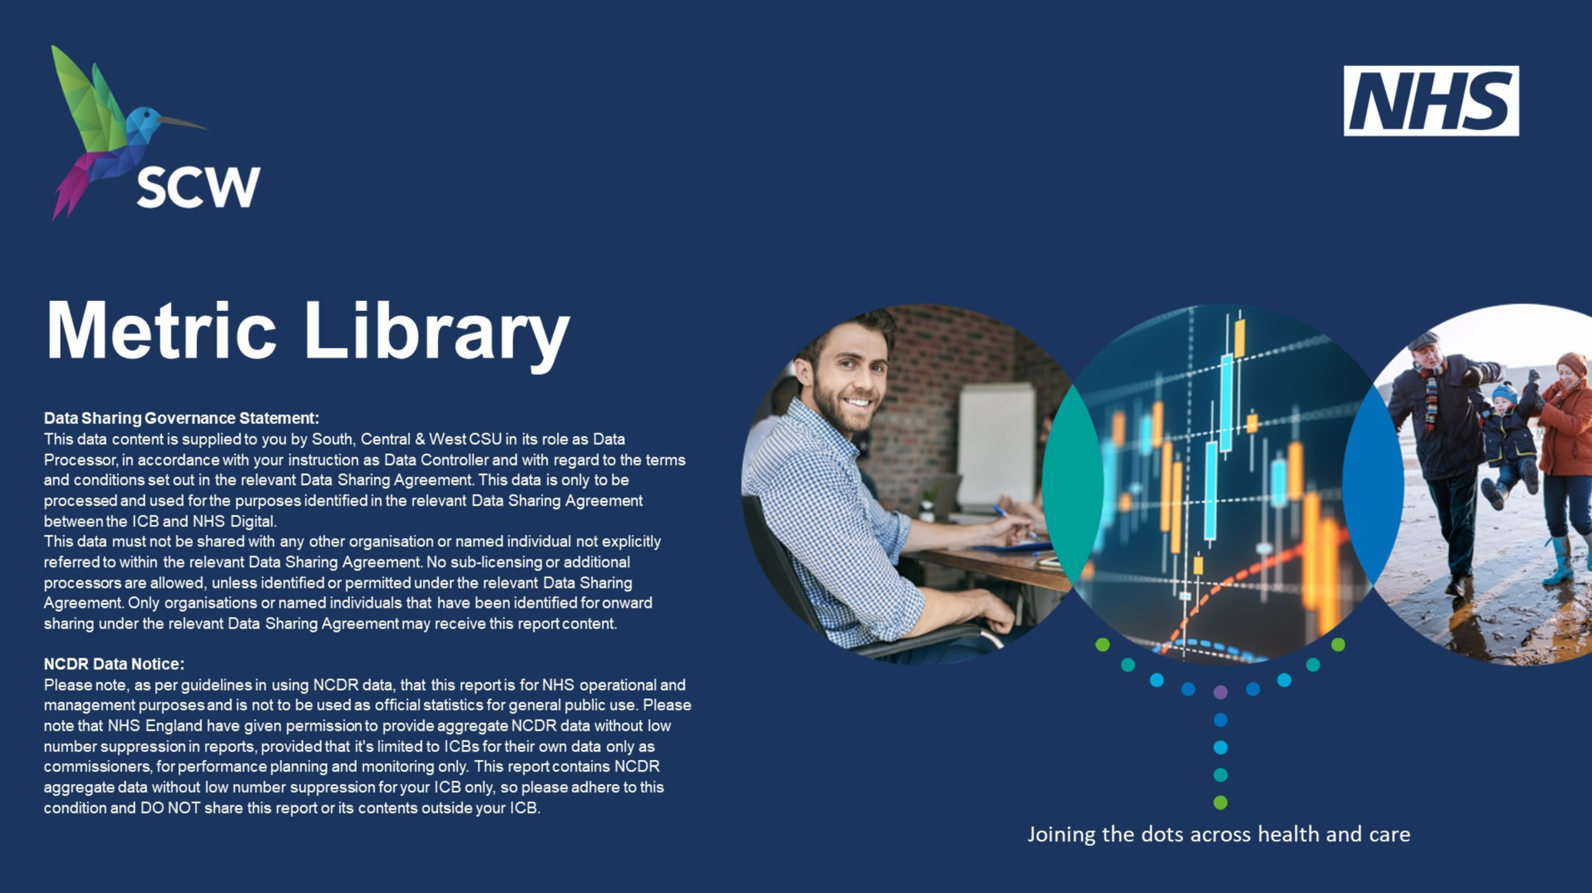 NHS
SCW
Metric Library
Data Sharing Governance Statement:
This data content is supplied to you by South, Central & West CSU in its role as Data
Processor, in accordance with your instruction as Data Controller and with regard to the terms
and conditions set out in the relevant Data Sharing Agreement. This data is only to be
processed and used for the purposes identified in the relevant Data Sharing Agreement
between the ICB and NHS Digital.
This data must not be shared with any other organisation or named individual not explicitly
referred to within the relevant Data Sharing Agreement. No sub-licensing or additional
processors are allowed, unless identified or permitted under the relevant Data Sharing
Agreement. Only organisations or named individuals that have been identified for onward
sharing under the relevant Data Sharing Agreement may receive this report content.
NCDR Data Notice:
Please note, as per guidelines in using NCDR data, that this report is for NHS operational and
management purposes and is not to be used as official statistics for general public use. Please
note that NHS England have given permission to provide aggregate NCDR data without low
number suppression in reports, provided that it's limited to ICBs for their own data only as
commissioners, for performance planning and monitoring only. This report contains NCDR
aggregate data without low number suppression for your ICB only, so please adhere to this
condition and DO NOT share this report or its contents outside your ICB.
Joining the dots across health and care